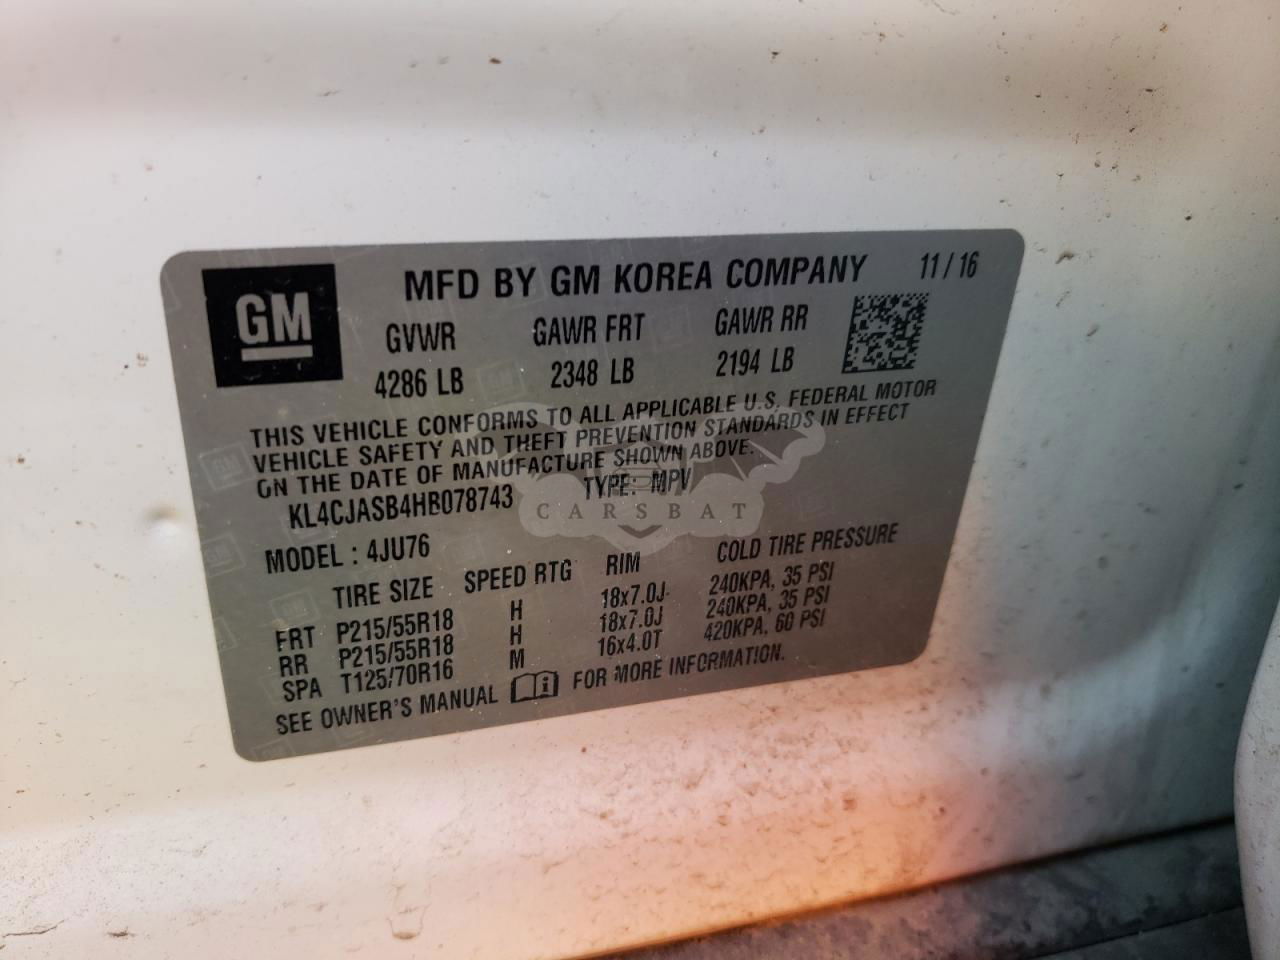 GM
MFD BY GM KOREA COMPANY 11 / 16
GVWR GAWR FRT GAWR RR
4286 LB 2348 LB 2194 LB
THIS VEHICLE CONFORMS TO ALL APPLICABLE U.S. FEDERAL MOTOR
VEHICLE SAFETY AND THEFT PREVENTION STANDARDS IN EFFECT
ON THE DATE OF MANUFACTURE SHOWN ABOVE.
KL4CJASB4HB078743 TYPE: MPV
CARSBAT
MODEL : 4JU76
TIRE SIZE SPEED RTG RIM COLD TIRE PRESSURE
FRT P215/55R18 H 18x7.0J 240KPA, 35 PSI
RR P215/55R18 H 18x7.0J 240KPA, 35 PSI
SPA T125/70R16 M 16x4.0T 420KPA, 60 PSI
SEE OWNER'S MANUAL FOR MORE INFORMATION.